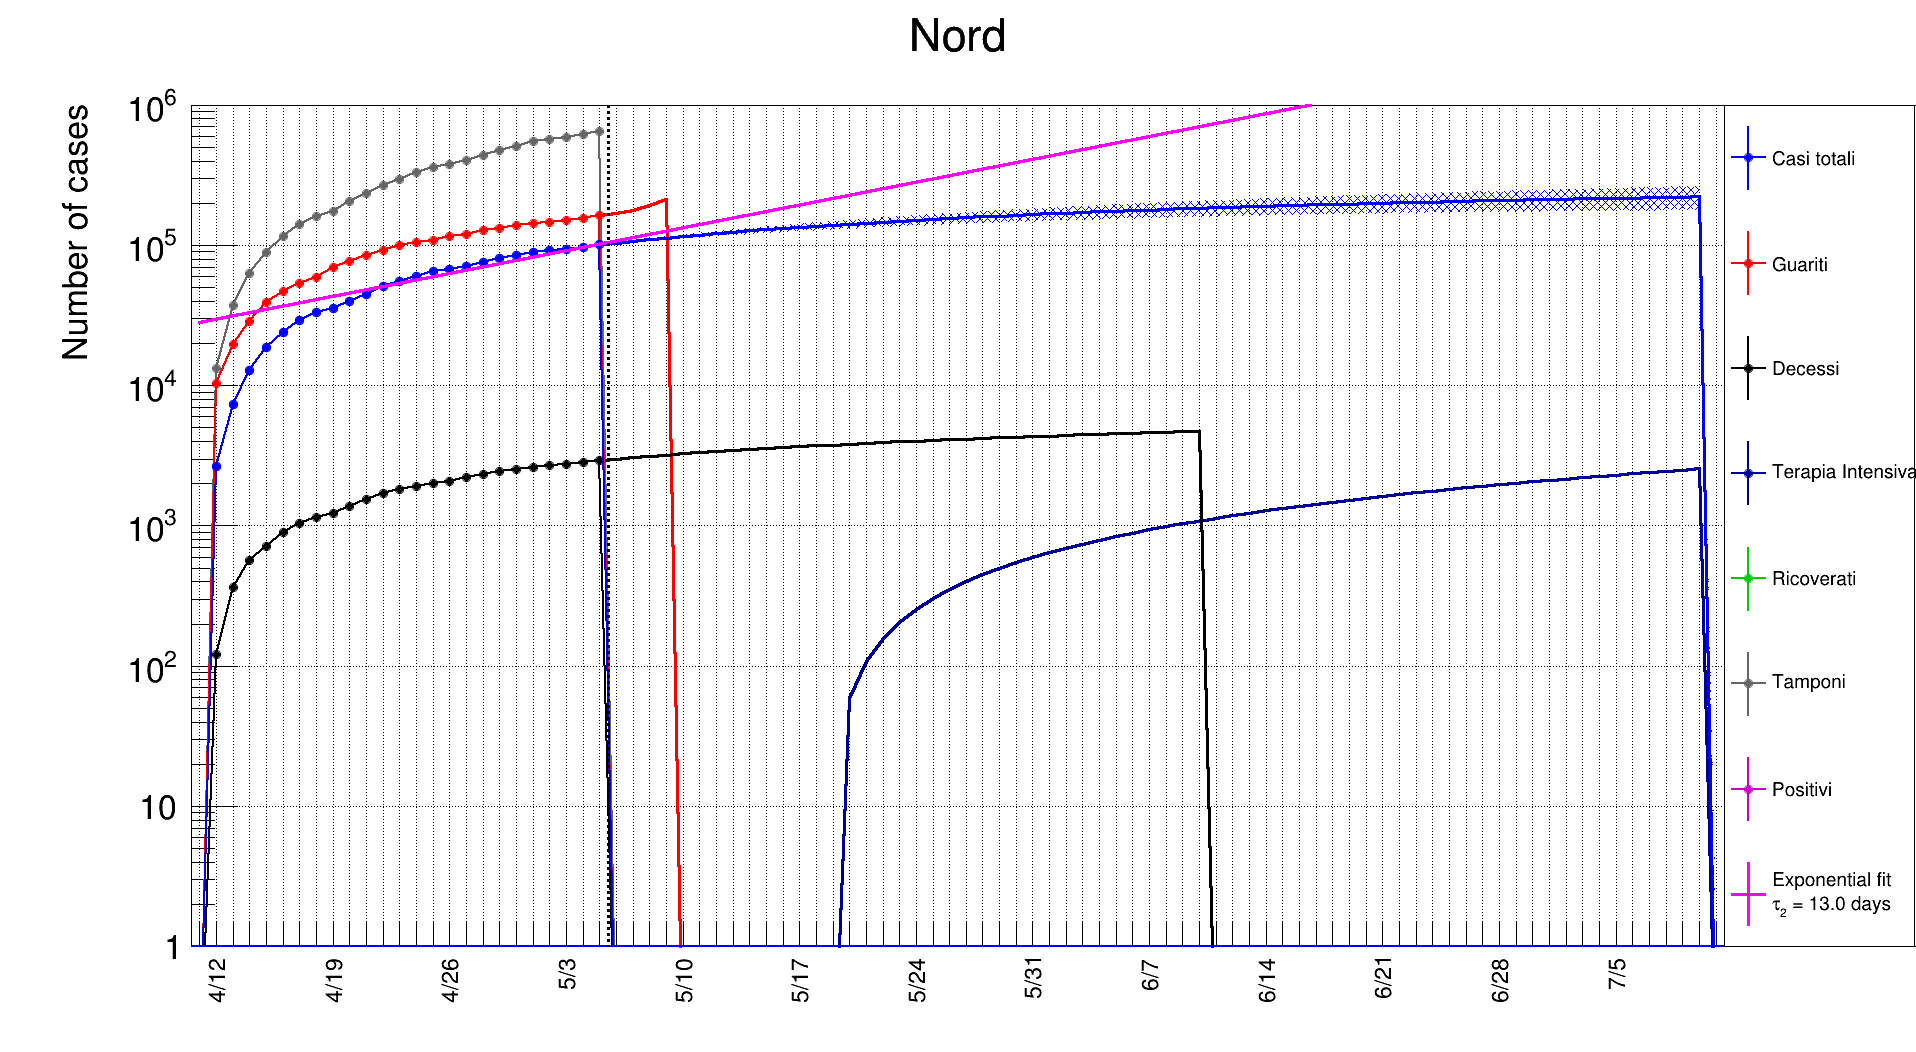 Nord
Number of cases
10^6
10^5
10^4
10^3
10^2
10
1
4/12
4/19
4/26
5/3
5/10
5/17
5/24
5/31
6/7
6/14
6/21
6/28
7/5
Casi totali
Guariti
Decessi
Terapia Intensiva
Ricoverati
Tamponi
Positivi
Exponential fit
τ_2 = 13.0 days